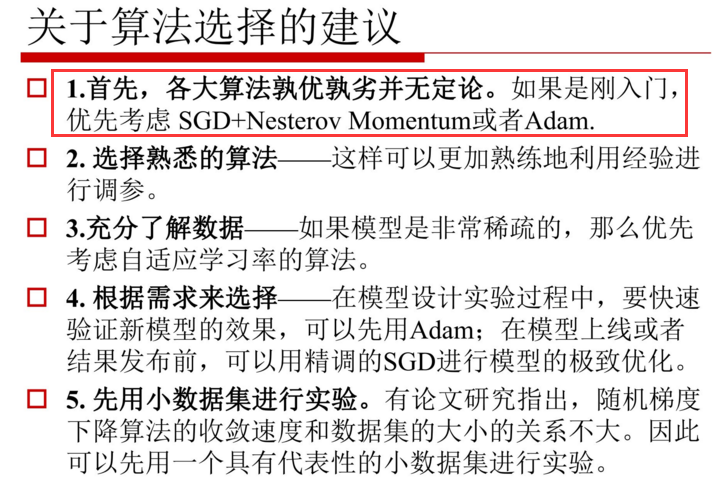 关于算法选择的建议
1.首先，各大算法孰优孰劣并无定论。如果是刚入门，
优先考虑 SGD+Nesterov Momentum或者Adam.
2. 选择熟悉的算法——这样可以更加熟练地利用经验进
行调参。
3.充分了解数据——如果模型是非常稀疏的，那么优先
考虑自适应学习率的算法。
4. 根据需求来选择——在模型设计实验过程中，要快速
验证新模型的效果，可以先用Adam；在模型上线或者
结果发布前，可以用精调的SGD进行模型的极致优化。
5. 先用小数据集进行实验。有论文研究指出，随机梯度
下降算法的收敛速度和数据集的大小的关系不大。因此
可以先用一个具有代表性的小数据集进行实验。